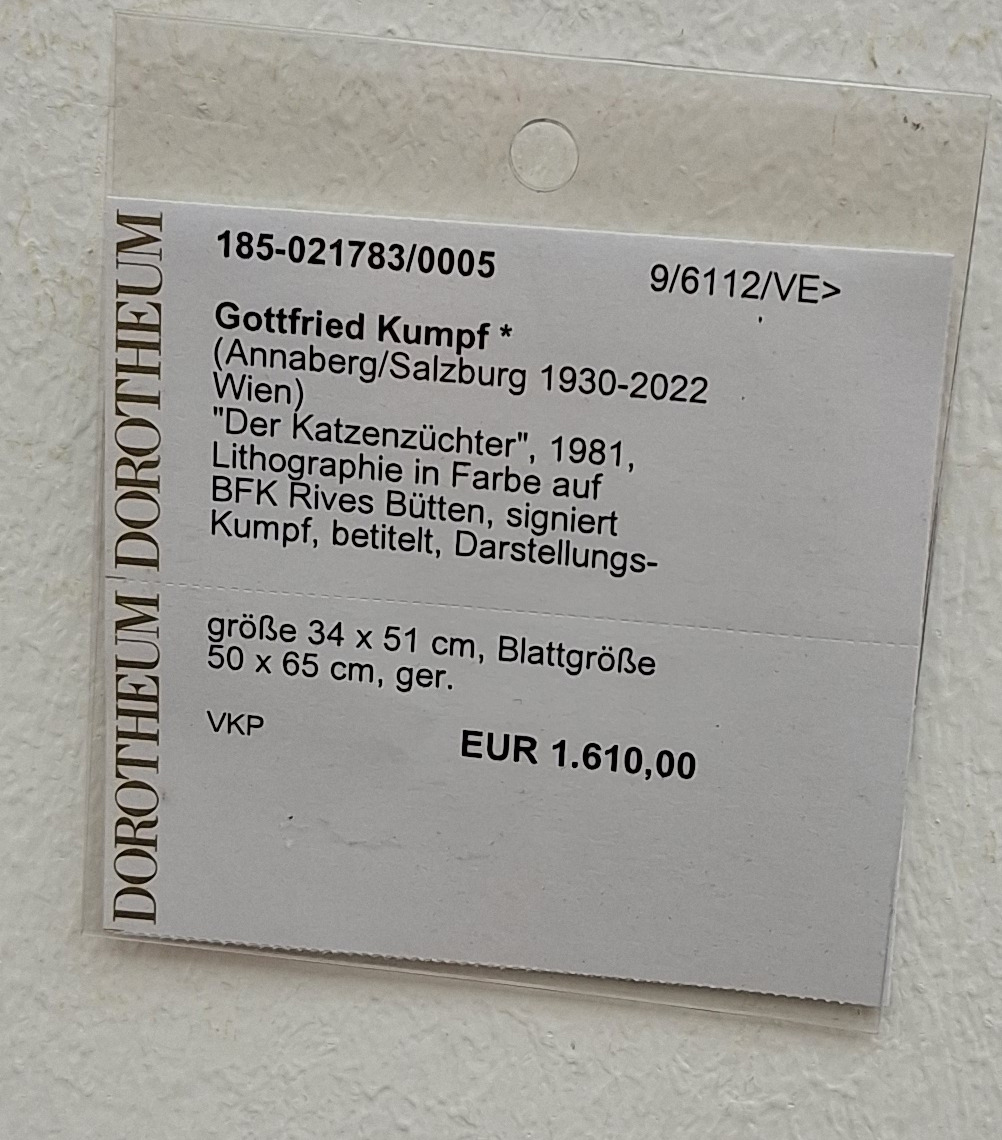 DOROTHEUM DOROTHEUM
185-021783/0005 9/6112/VE>
Gottfried Kumpf *
(Annaberg/Salzburg 1930-2022
Wien)
"Der Katzenzüchter", 1981,
Lithographie in Farbe auf
BFK Rives Bütten, signiert
Kumpf, betitelt, Darstellungs-
größe 34 x 51 cm, Blattgröße
50 x 65 cm, ger.
VKP EUR 1.610,00